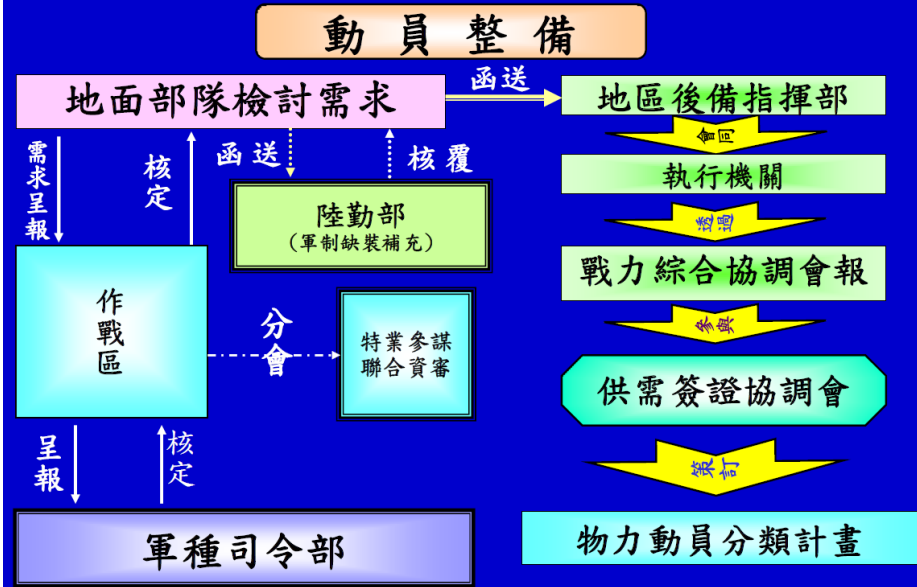 動員整備
地面部隊檢討需求
函送
地區後備指揮部
會同
需求呈報
核定
函送
核覆
執行機關
陸勤部
（軍制缺裝補充）
透過
戰力綜合協調會報
作戰區
分會
特業參謀
聯合資審
參與
供需簽證協調會
呈報
核定
策訂
軍種司令部
物力動員分類計畫